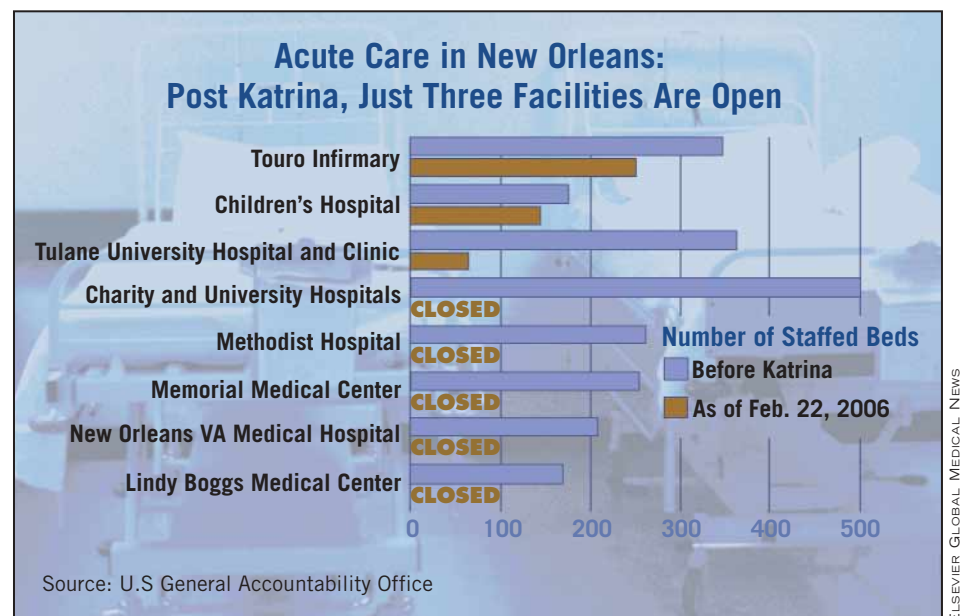 Acute Care in New Orleans:
Post Katrina, Just Three Facilities Are Open
Touro Infirmary
Children's Hospital
Tulane University Hospital and Clinic
Charity and University Hospitals
CLOSED
Methodist Hospital
CLOSED
Memorial Medical Center
CLOSED
New Orleans VA Medical Hospital
CLOSED
Lindy Boggs Medical Center
CLOSED
Number of Staffed Beds
Before Katrina
As of Feb. 22, 2006
0 100 200 300 400 500
Source: U.S General Accountability Office
ELSEVIER GLOBAL MEDICAL NEWS